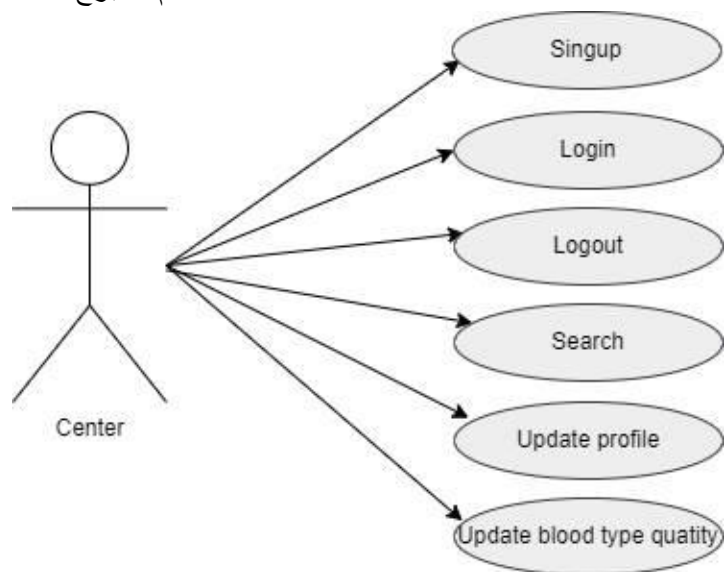 Singup
Login
Logout
Search
Center
Update profile
Update blood type quatity